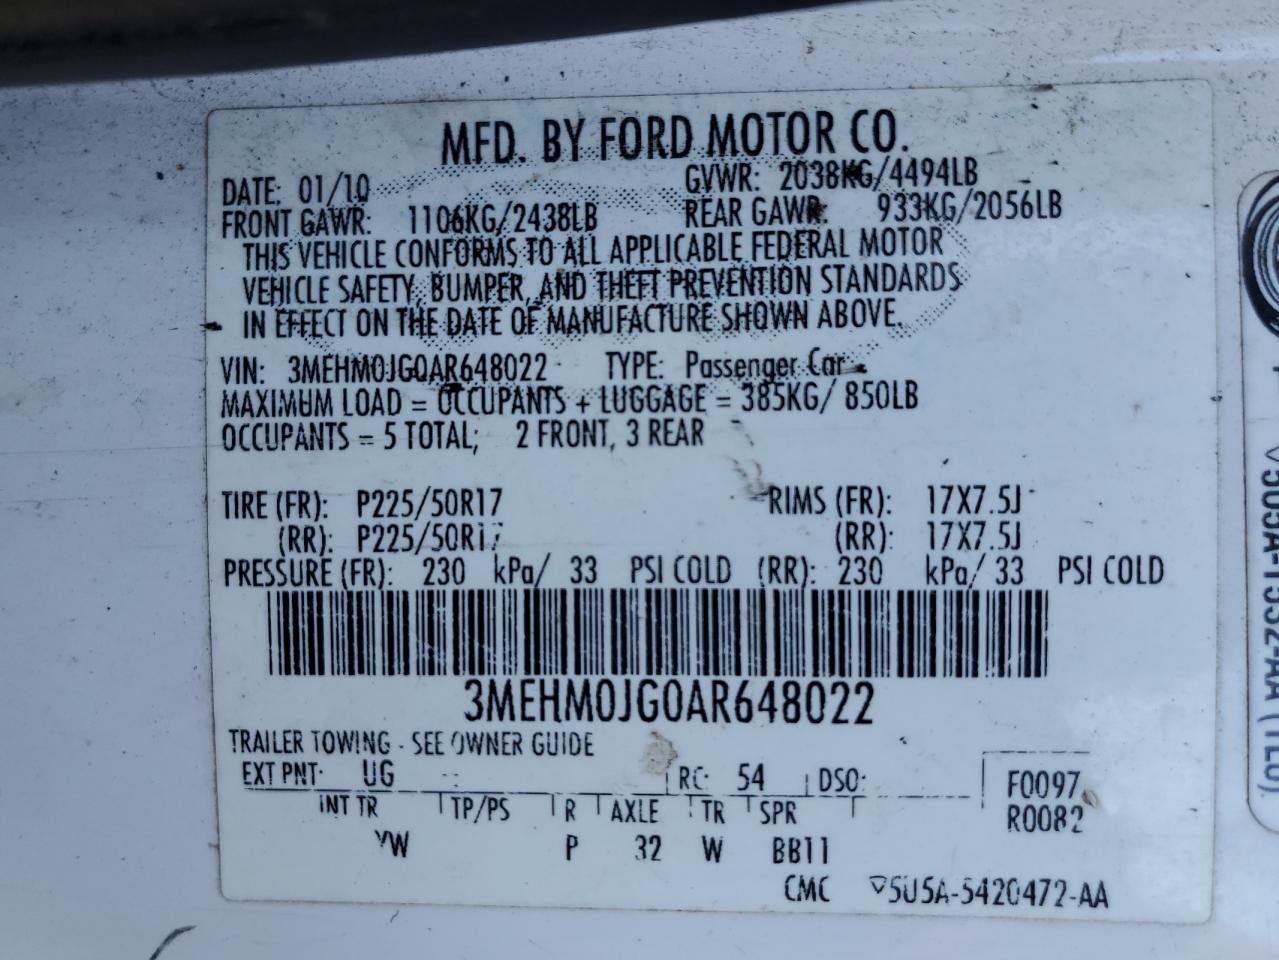 MFD. BY FORD MOTOR CO.
DATE: 01/10 GVWR: 2038KG/4494LB
FRONT GAWR: 1106KG/2438LB REAR GAWR: 933KG/2056LB
THIS VEHICLE CONFORMS TO ALL APPLICABLE FEDERAL MOTOR
VEHICLE SAFETY, BUMPER, AND THEFT PREVENTION STANDARDS
IN EFFECT ON THE DATE OF MANUFACTURE SHOWN ABOVE.
VIN: 3MEHM0JG0AR648022 TYPE: Passenger Car
MAXIMUM LOAD = OCCUPANTS + LUGGAGE = 385KG/ 850LB
OCCUPANTS = 5 TOTAL; 2 FRONT, 3 REAR
TIRE (FR): P225/50R17 RIMS (FR): 17X7.5J
(RR): P225/50R17 (RR): 17X7.5J
PRESSURE (FR): 230 kPa/ 33 PSI COLD (RR): 230 kPa/ 33 PSI COLD
3MEHM0JG0AR648022
TRAILER TOWING - SEE OWNER GUIDE
EXT PNT: UG RC: 54 DSO: F0097
INT TR TP/PS R AXLE TR SPR R0082
YW P 32 W BB11
CMC ▽5U5A-5420472-AA